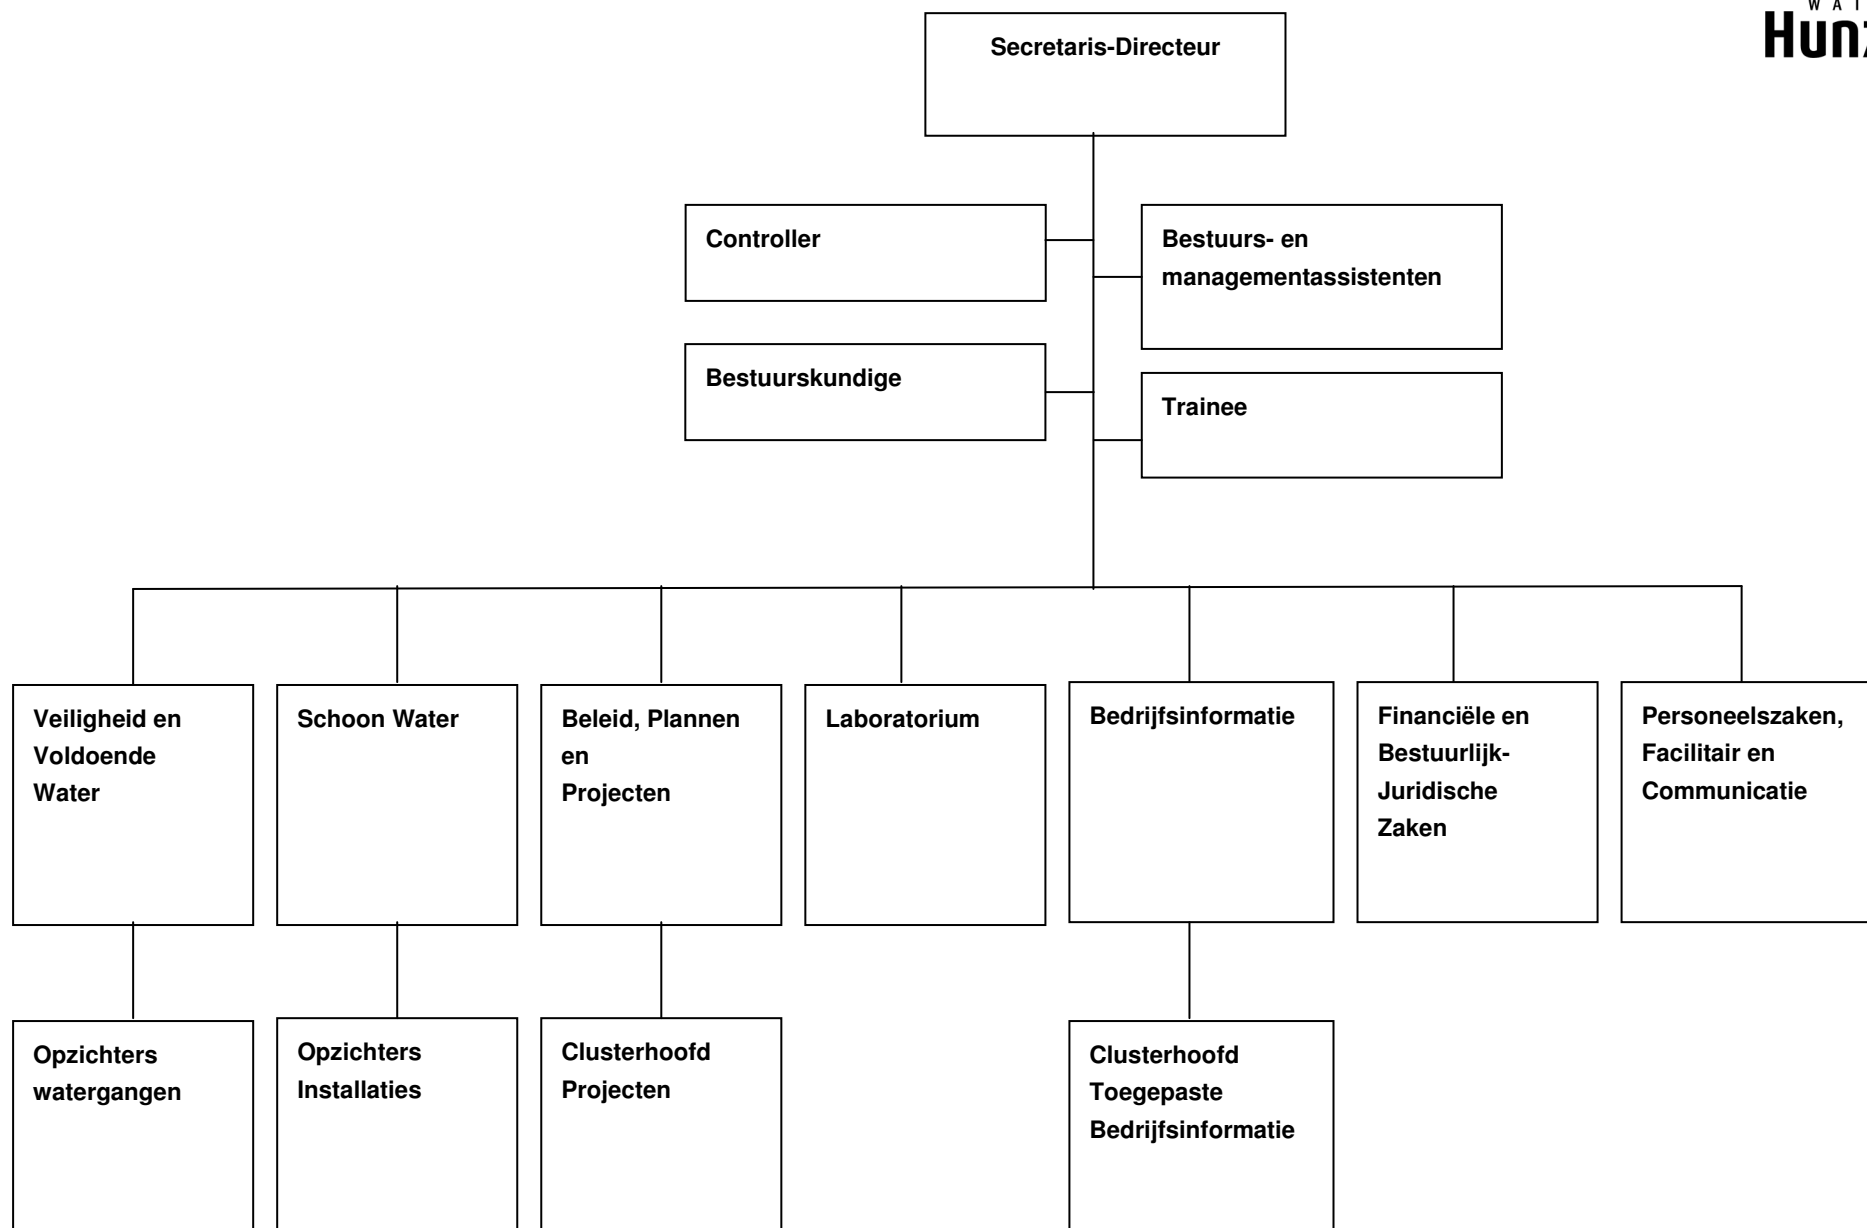 Secretaris-Directeur
Controller
Bestuurs- en
managementassistenten
Bestuurskundige
Trainee
Veiligheid en
Voldoende
Water
Schoon Water
Beleid, Plannen
en
Projecten
Laboratorium
Bedrijfsinformatie
Financiële en
Bestuurlijk-
Juridische
Zaken
Personeelszaken,
Facilitair en
Communicatie
Opzichters
watergangen
Opzichters
Installaties
Clusterhoofd
Projecten
Clusterhoofd
Toegepaste
Bedrijfsinformatie